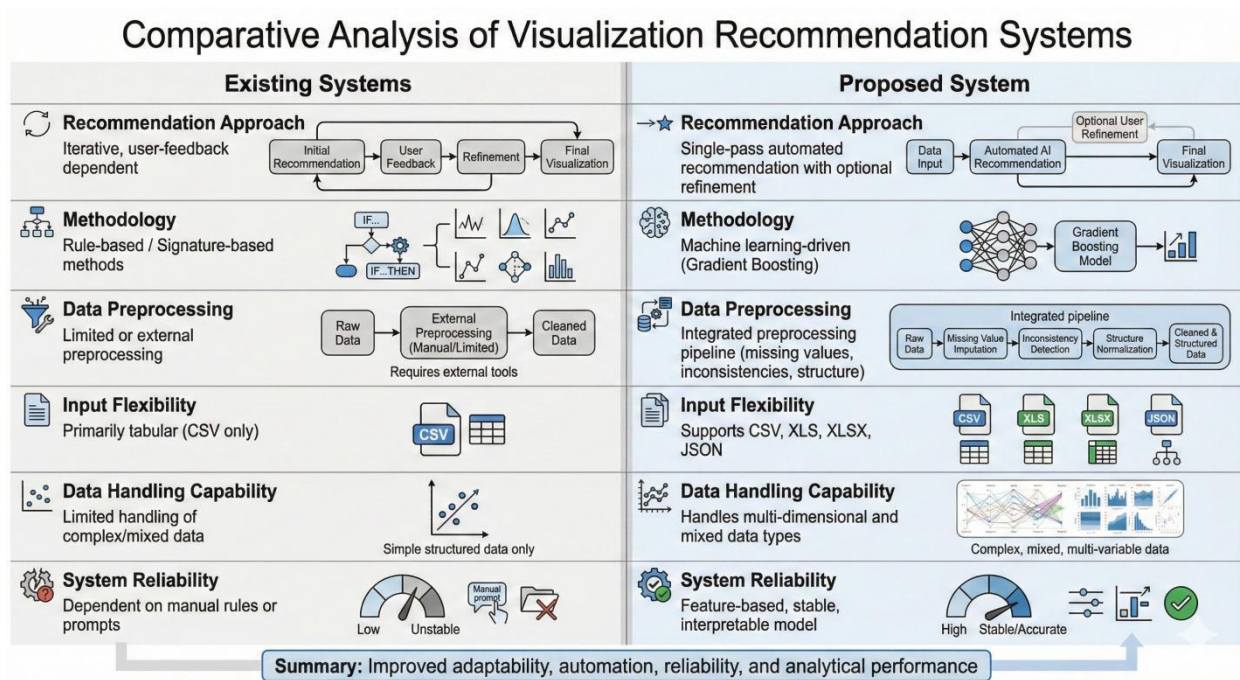 Comparative Analysis of Visualization Recommendation Systems
Existing Systems
Proposed System
Recommendation Approach
Iterative, user-feedback
dependent
Initial
Recommendation
User
Feedback
Refinement
Final
Visualization
Recommendation Approach
Single-pass automated
recommendation with optional
refinement
Data
Input
Automated AI
Recommendation
Optional User
Refinement
Final
Visualization
Methodology
Rule-based / Signature-based
methods
IF...
IF...THEN
Methodology
Machine learning-driven
(Gradient Boosting)
Gradient
Boosting
Model
Data Preprocessing
Limited or external
preprocessing
Raw
Data
External
Preprocessing
(Manual/Limited)
Cleaned
Data
Requires external tools
Data Preprocessing
Integrated preprocessing
pipeline (missing values,
inconsistencies, structure)
Integrated pipeline
Raw
Data
Missing Value
Imputation
Inconsistency
Detection
Structure
Normalization
Cleaned &
Structured
Data
Input Flexibility
Primarily tabular (CSV only)
CSV
Input Flexibility
Supports CSV, XLS, XLSX,
JSON
CSV
XLS
XLSX
JSON
Data Handling Capability
Limited handling of
complex/mixed data
Simple structured data only
Data Handling Capability
Handles multi-dimensional and
mixed data types
Complex, mixed, multi-variable data
System Reliability
Dependent on manual rules or
prompts
Low
Unstable
Manual
prompt
System Reliability
Feature-based, stable,
interpretable model
High
Stable/Accurate
Summary: Improved adaptability, automation, reliability, and analytical performance